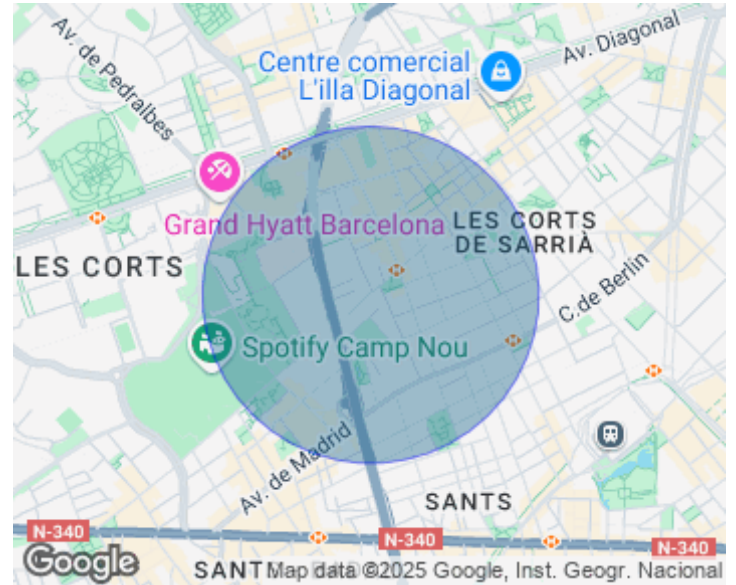 Av. de Pedralbes
Centre comercial
L'illa Diagonal
Av. Diagonal
Grand Hyatt Barcelona
LES CORTS
DE SARRIÀ
LES CORTS
C. de Berlin
Spotify Camp Nou
Av. de Madrid
SANTS
N-340
N-340
N-340
Google
SANT
Map data ©2025 Google, Inst. Geogr. Nacional